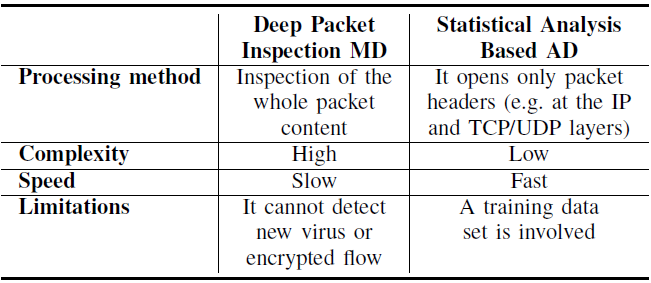 Deep Packet Inspection MD
Statistical Analysis Based AD
Processing method
Inspection of the
whole packet
content
It opens only packet
headers (e.g. at the IP
and TCP/UDP layers)
Complexity
High
Low
Speed
Slow
Fast
Limitations
It cannot detect
new virus or
encrypted flow
A training data
set is involved